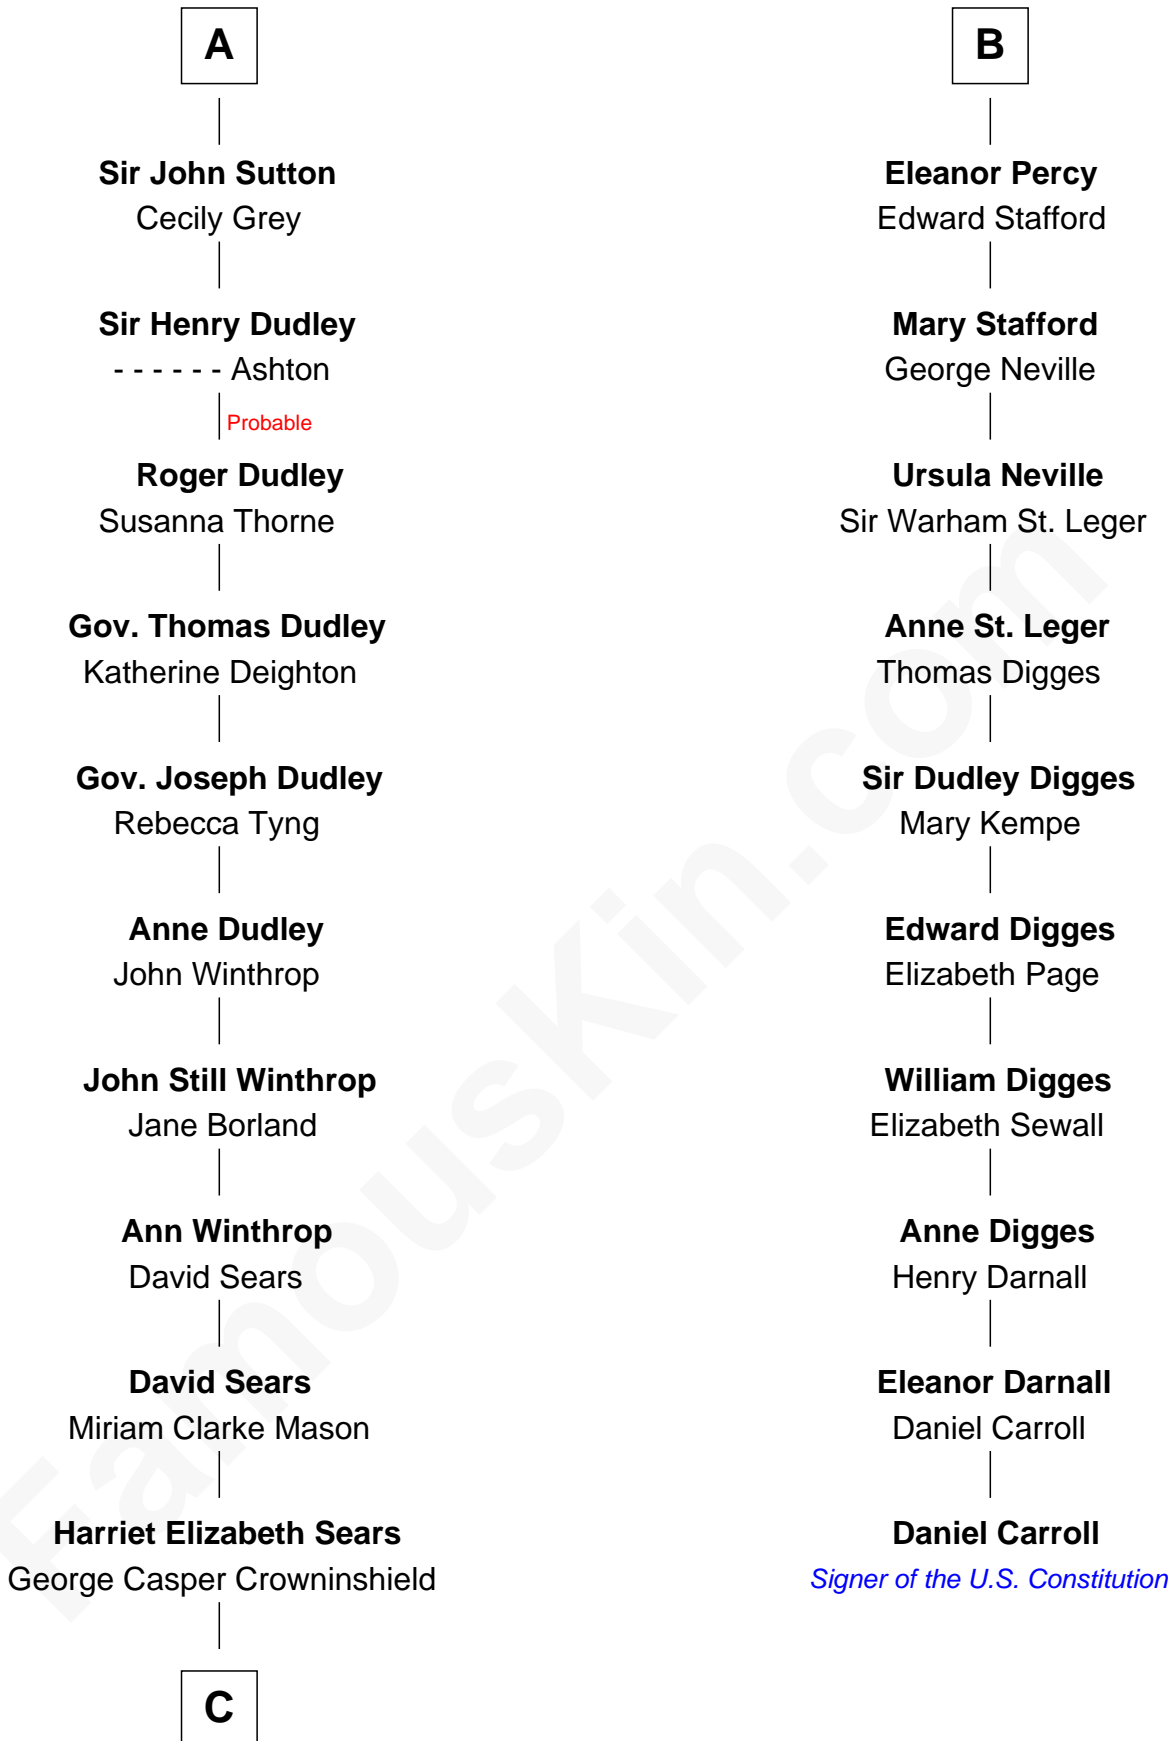 A
Sir John Sutton
Cecily Grey
Sir Henry Dudley
- - - - - - Ashton
Probable
Roger Dudley
Susanna Thorne
Gov. Thomas Dudley
Katherine Deighton
Gov. Joseph Dudley
Rebecca Tyng
Anne Dudley
John Winthrop
John Still Winthrop
Jane Borland
Ann Winthrop
David Sears
David Sears
Miriam Clarke Mason
Harriet Elizabeth Sears
George Casper Crowninshield
C
B
Eleanor Percy
Edward Stafford
Mary Stafford
George Neville
Ursula Neville
Sir Warham St. Leger
Anne St. Leger
Thomas Digges
Sir Dudley Digges
Mary Kempe
Edward Digges
Elizabeth Page
William Digges
Elizabeth Sewall
Anne Digges
Henry Darnall
Eleanor Darnall
Daniel Carroll
Daniel Carroll
Signer of the U.S. Constitution
FamousKin.com